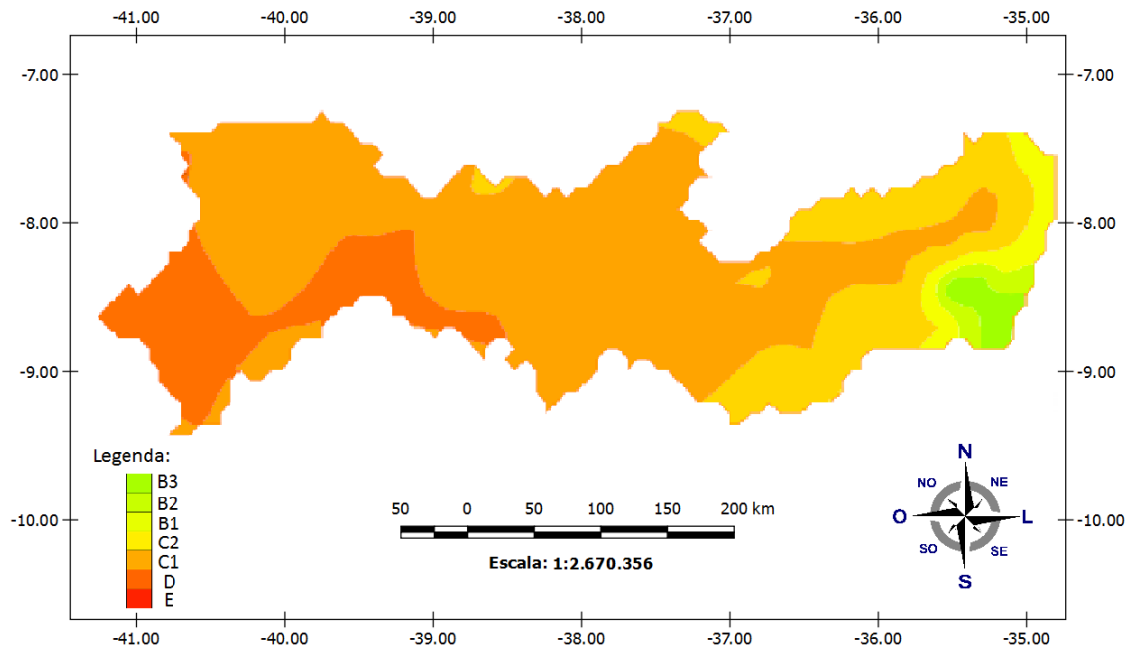 -41.00 -40.00 -39.00 -38.00 -37.00 -36.00 -35.00
-7.00 -7.00
-8.00 -8.00
-9.00 -9.00
Legenda:
B3
B2
B1
C2
C1
D
E
50 0 50 100 150 200 km
Escala: 1:2.670.356
N
NO NE
O L
SO SE
S
-10.00 -10.00
-41.00 -40.00 -39.00 -38.00 -37.00 -36.00 -35.00